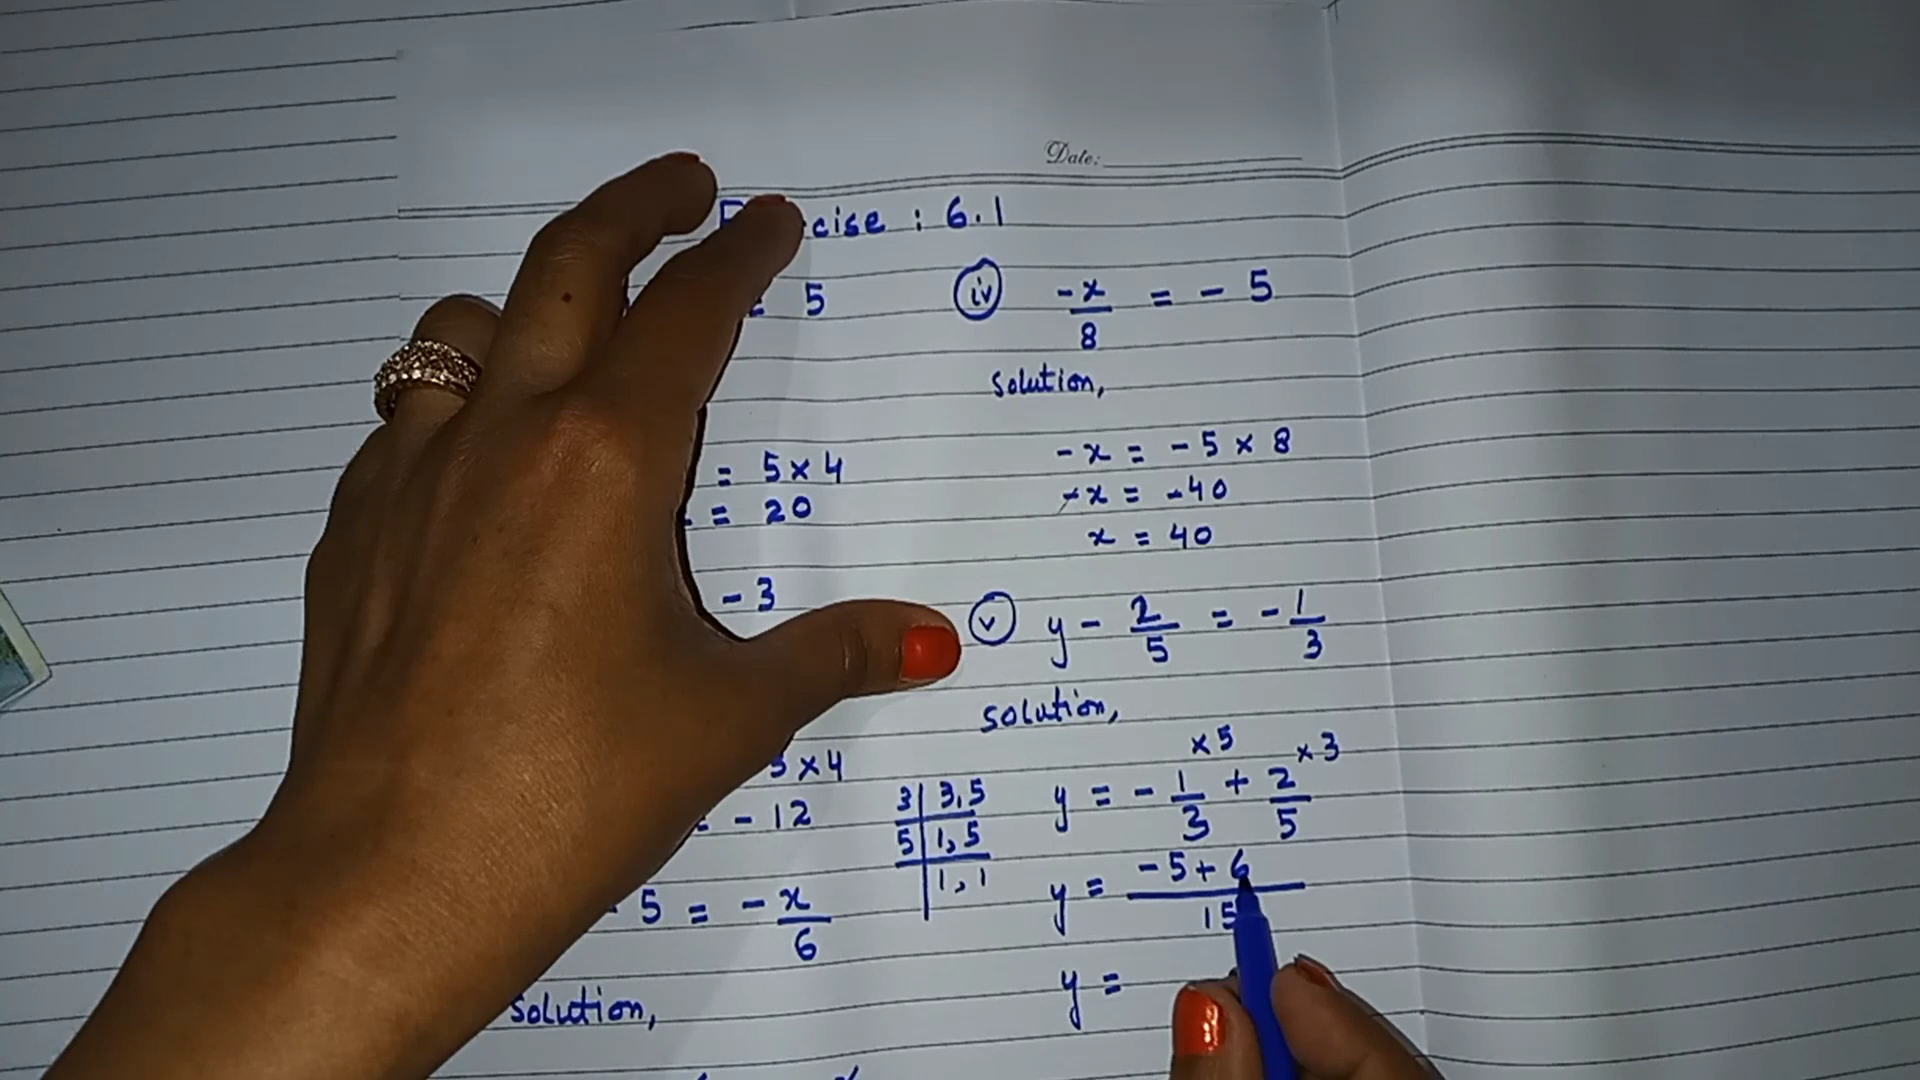 Date:
cise : 6.1
= 5
= 5 × 4
= 20
- 3
3 × 4
= - 12
- 5 = - x/6
Solution,
iv -x/8 = - 5
Solution,
- x = - 5 × 8
- x = - 40
x = 40
v y - 2/5 = - 1/3
Solution,
× 5 × 3
y = - 1/3 + 2/5
3 | 3, 5
5 | 1, 5
| 1, 1
y = - 5 + 6 / 15
y =